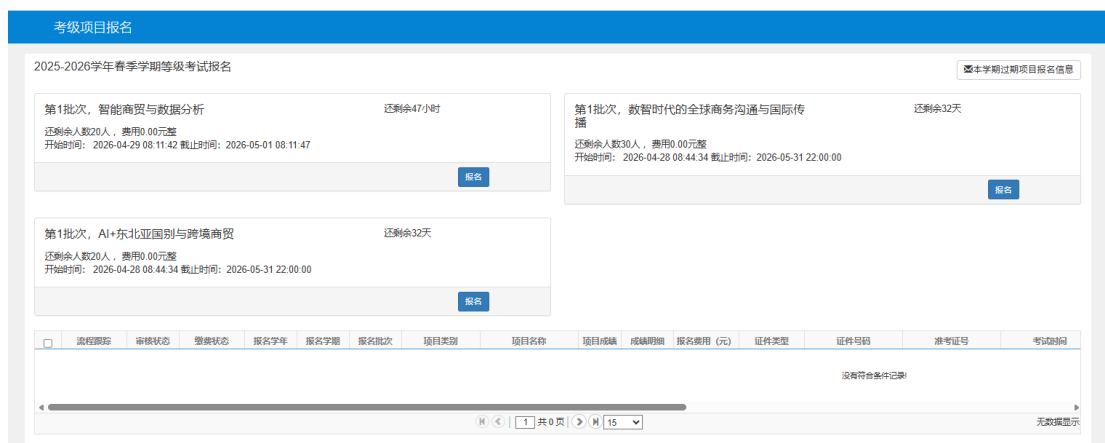 考级项目报名
2025-2026学年春季学期等级考试报名
本学期过期项目报名信息
第1批次，智能商贸与数据分析
还剩余47小时
还剩余人数20人，费用0.00元整
开始时间： 2026-04-29 08:11:42 截止时间：2026-05-01 08:11:47
报名
第1批次，数智时代的全球商务沟通与国际传
播
还剩余32天
还剩余人数30人，费用0.00元整
开始时间： 2026-04-28 08:44:34 截止时间：2026-05-31 22:00:00
报名
第1批次，AI+东北亚国别与跨境商贸
还剩余32天
还剩余人数20人，费用0.00元整
开始时间： 2026-04-28 08:44:34 截止时间：2026-05-31 22:00:00
报名
流程跟踪 审核状态 缴费状态 报名学年 报名学期 报名批次 项目类别 项目名称 项目成绩 成绩明细 报名费用（元） 证件类型 证件号码 准考证号 考试时间
没有符合条件记录!
1 共 0 页 15
无数据显示